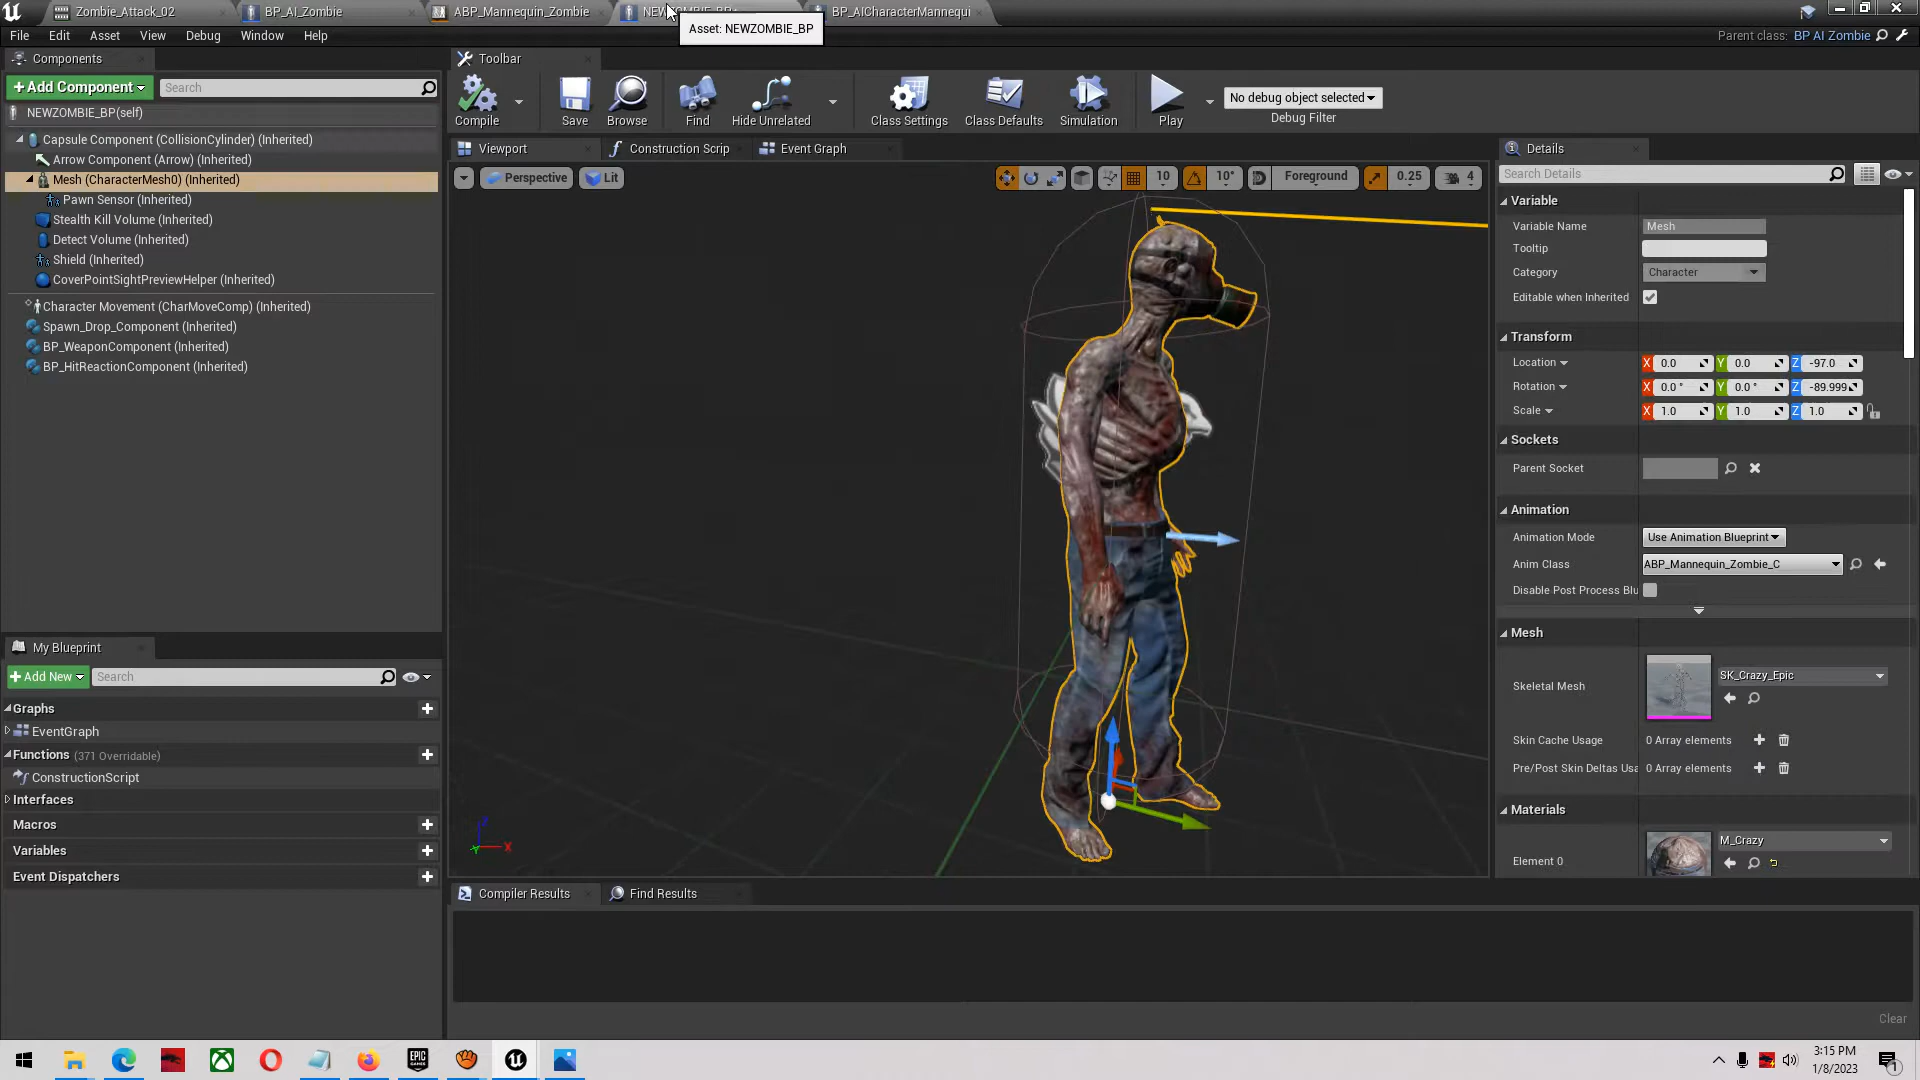 Zombie_Attack_02
BP_AI_Zombie
ABP_Mannequin_Zombie
BP_AICharacterMannequi
Asset: NEWZOMBIE_BP
File
Edit
Asset
View
Debug
Window
Help
Parent class: BP AI Zombie
Components
Toolbar
+ Add Component
Search
NEWZOMBIE_BP(self)
Capsule Component (CollisionCylinder) (Inherited)
Arrow Component (Arrow) (Inherited)
Mesh (CharacterMesh0) (Inherited)
Pawn Sensor (Inherited)
Stealth Kill Volume (Inherited)
Detect Volume (Inherited)
Shield (Inherited)
CoverPointSightPreviewHelper (Inherited)
Character Movement (CharMoveComp) (Inherited)
Spawn_Drop_Component (Inherited)
BP_WeaponComponent (Inherited)
BP_HitReactionComponent (Inherited)
Compile
Save
Browse
Find
Hide Unrelated
Class Settings
Class Defaults
Simulation
Play
No debug object selected
Debug Filter
Viewport
Construction Scrip
Event Graph
Perspective
Lit
10
10°
Foreground
0.25
4
Z
Y
X
Details
Search Details
Variable
Variable Name
Mesh
Tooltip
Category
Character
Editable when Inherited
Transform
Location
X 0.0 Y 0.0 Z -97.0
Rotation
X 0.0 ° Y 0.0 ° Z -89.999
Scale
X 1.0 Y 1.0 Z 1.0
Sockets
Parent Socket
Animation
Animation Mode
Use Animation Blueprint
Anim Class
ABP_Mannequin_Zombie_C
Disable Post Process Blu
Mesh
Skeletal Mesh
SK_Crazy_Epic
Skin Cache Usage
0 Array elements
Pre/Post Skin Deltas Usa
0 Array elements
Materials
Element 0
M_Crazy
My Blueprint
+ Add New
Search
Graphs
EventGraph
Functions (371 Overridable)
ConstructionScript
Interfaces
Macros
Variables
Event Dispatchers
Compiler Results
Find Results
Clear
EPIC
GAMES
3:15 PM
1/8/2023
1